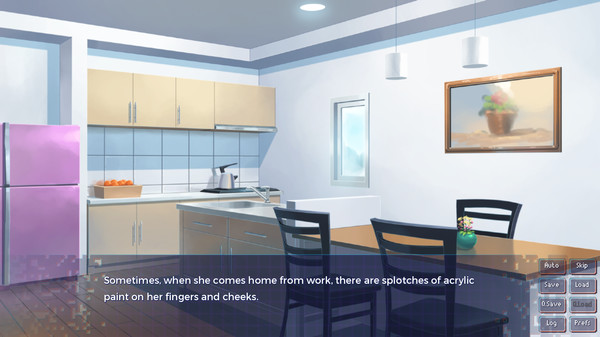 Sometimes, when she comes home from work, there are splotches of acrylic
paint on her fingers and cheeks.
Auto Skip
Save Load
Q.Save
Log Prefs